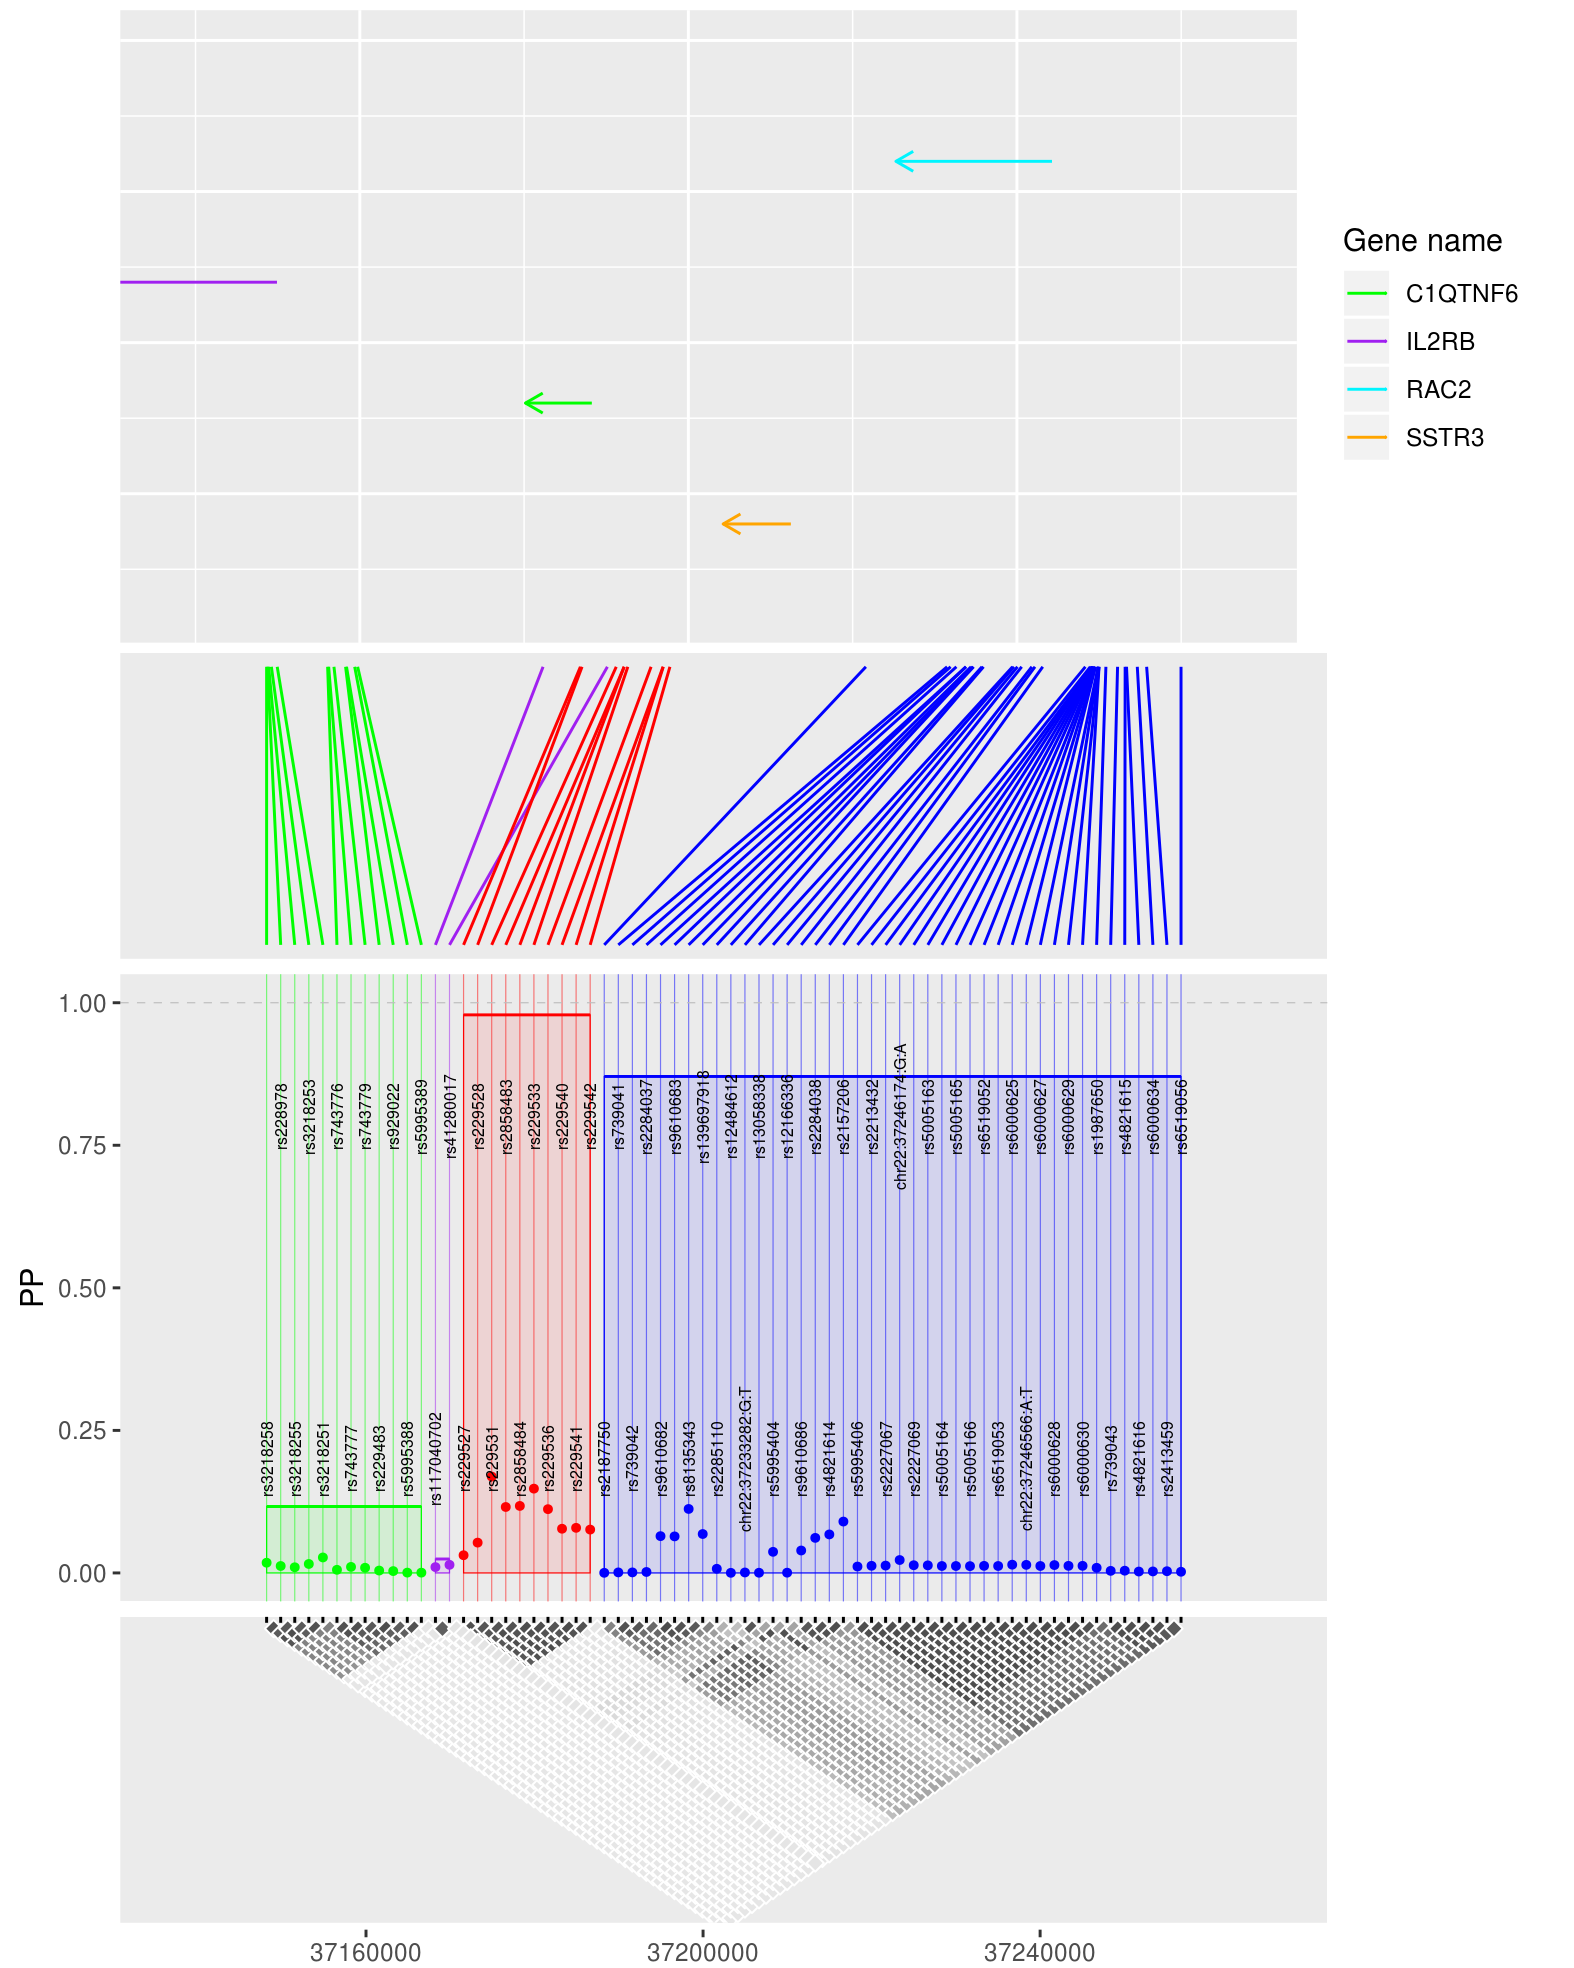 Gene name
C1QTNF6
IL2RB
RAC2
SSTR3
PP
1.00
0.75
0.50
0.25
0.00
rs228978
rs3218253
rs743776
rs743779
rs929022
rs5995389
rs41280017
rs229528
rs2858483
rs229533
rs229540
rs229542
rs739041
rs2284037
rs9610683
rs139697918
rs12484612
rs13058338
rs12166336
rs2284038
rs2157206
rs2213432
chr22:37246174:G:A
rs5005163
rs5005165
rs6519052
rs6000625
rs6000627
rs6000629
rs1987650
rs4821615
rs6000634
rs6519056
rs3218258
rs3218255
rs3218251
rs743777
rs229483
rs5995388
rs117040702
rs229527
rs229531
rs2858484
rs229536
rs229541
rs2187750
rs739042
rs9610682
rs8135343
rs2285110
chr22:37233282:G:T
rs5995404
rs9610686
rs4821614
rs5995406
rs2227067
rs2227069
rs5005164
rs5005166
rs6519053
chr22:37246566:A:T
rs6000628
rs6000630
rs739043
rs4821616
rs2413459
37160000
37200000
37240000